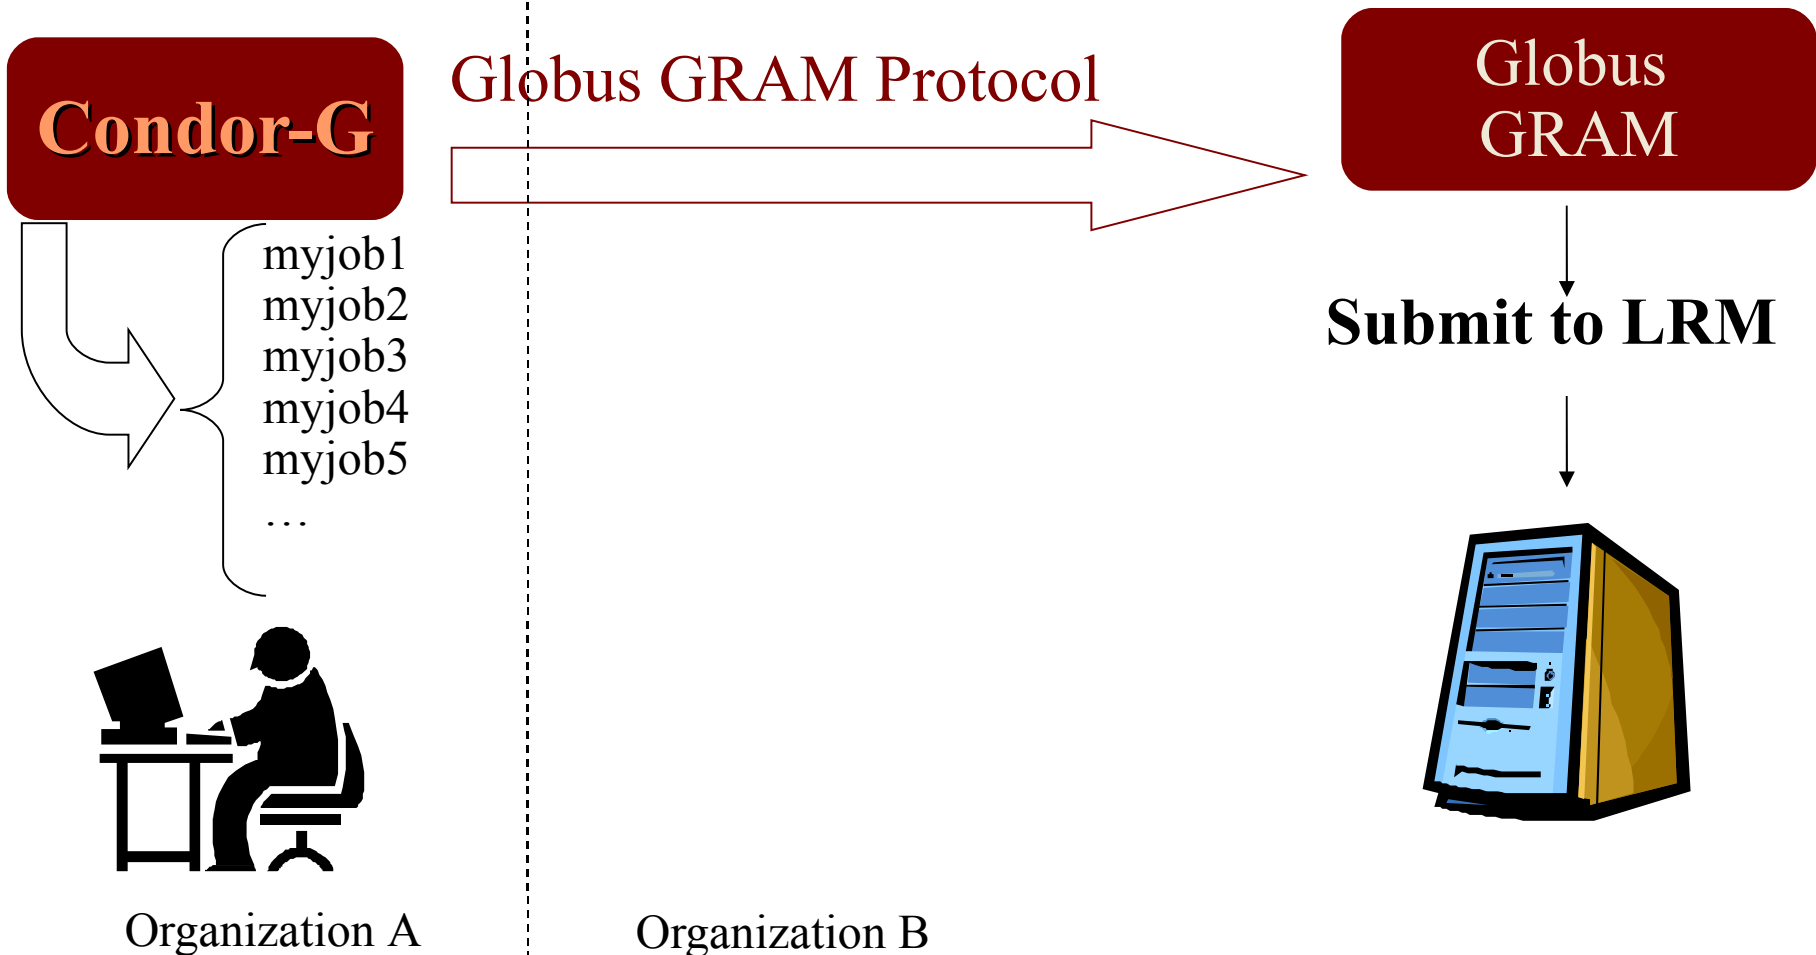 Condor-G
Globus GRAM Protocol
Globus
GRAM
myjob1
myjob2
myjob3
myjob4
myjob5
…
Submit to LRM
Organization A
Organization B